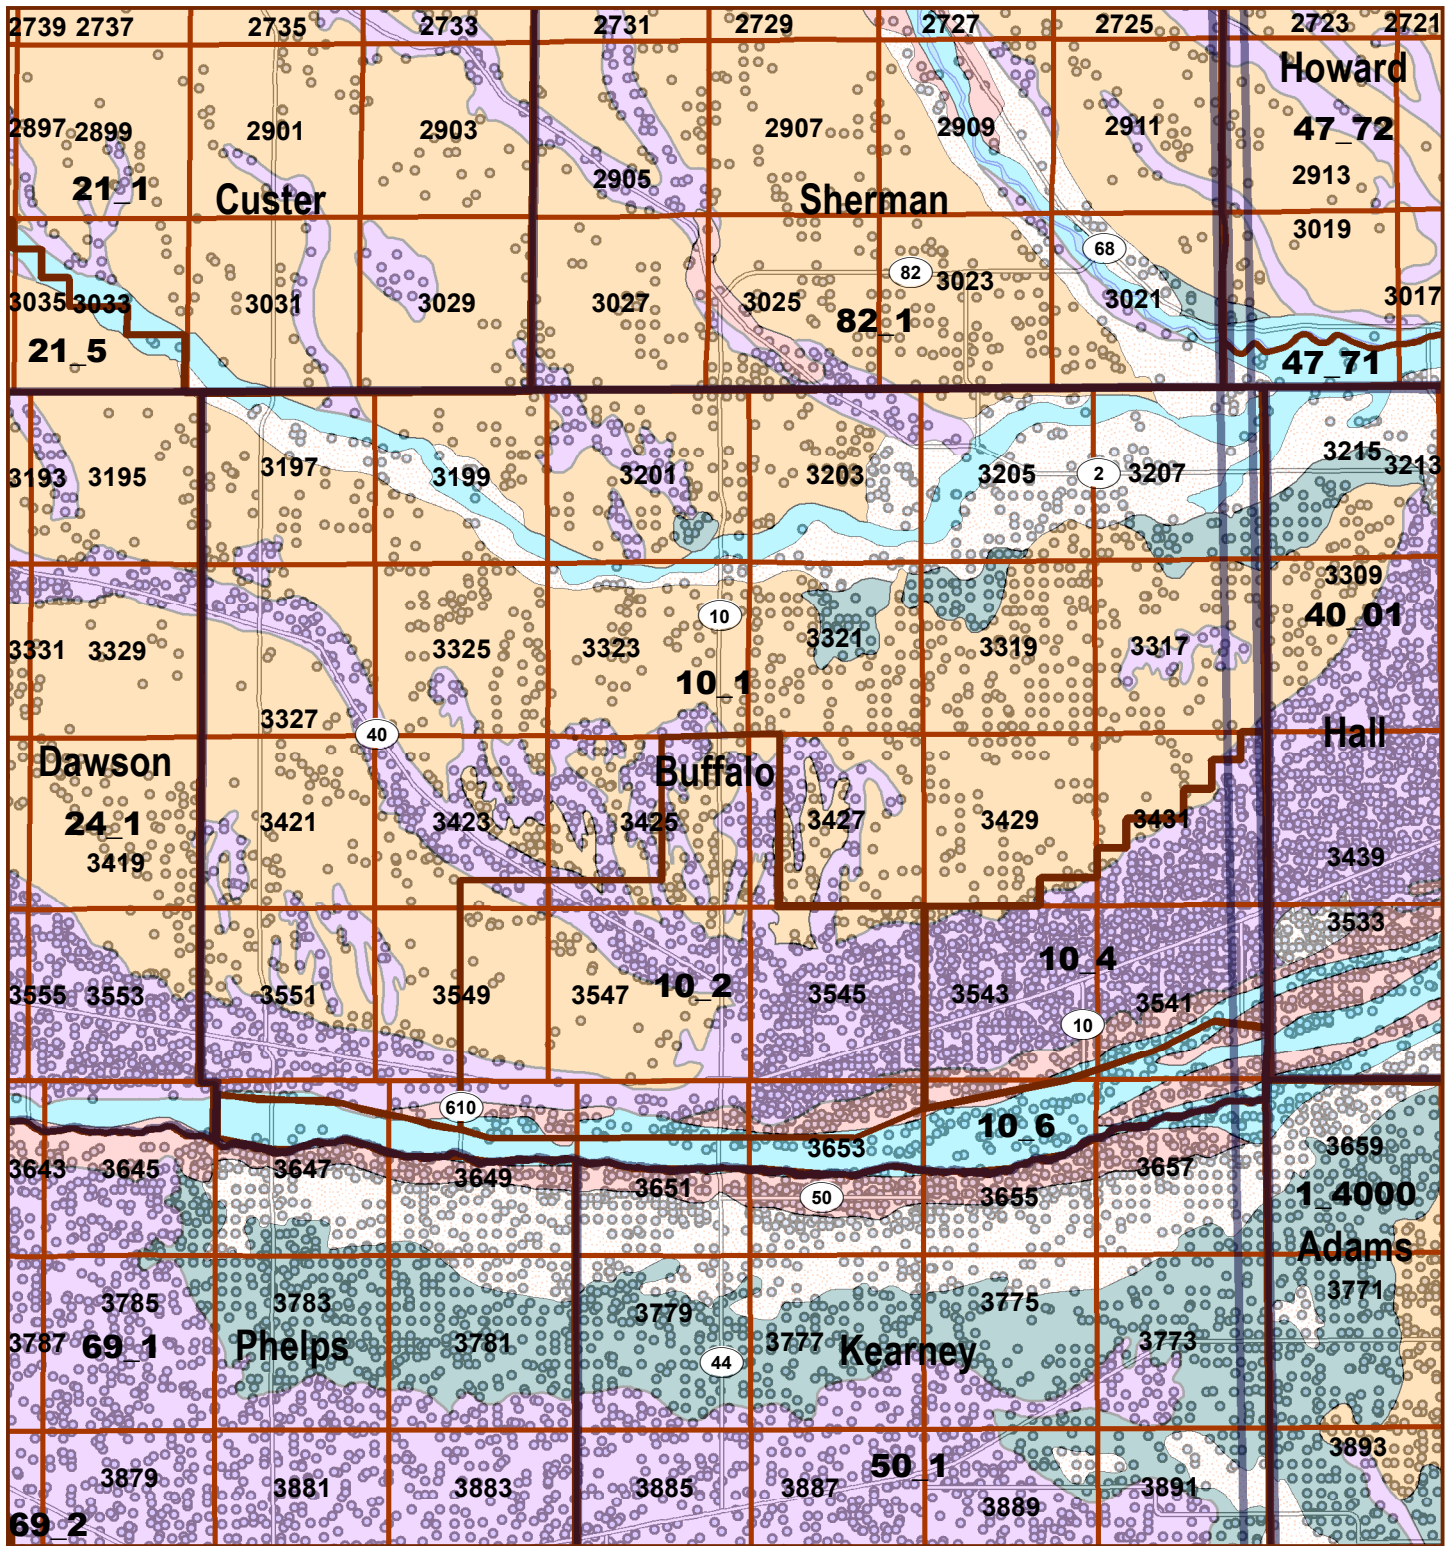 2739 2737 2735 2733 2731 2729 2727 2725 2723 2721
Howard
2897 2899 2901 2903 2907 2909 2911 47_72
2905 2913
21_1 Custer Sherman
3019
68
82 3023
3035 3033 3031 3029 3027 3025 3021 3017
82_1
21_5 47_71
3193 3195 3197 3199 3201 3203 3205 2 3207 3215 3213
3309
10 40_01
3331 3329 3325 3323 3321 3319 3317
10_1
3327
40 Hall
Dawson Buffalo
24_1 3421 3423 3425 3427 3429 3431
3419 3439
3533
10_4
3555 3553 3551 3549 3547 10_2 3545 3543 3541
10
610
10_6
3653 3659
3643 3645 3647 3649 3651 50 3655 3657
1_4000
Adams
3785 3783 3779 3775 3771
3787 69_1 Phelps 3781 3777 Kearney 3773
44
3893
50_1
3879 3881 3883 3885 3887 3889 3891
69_2